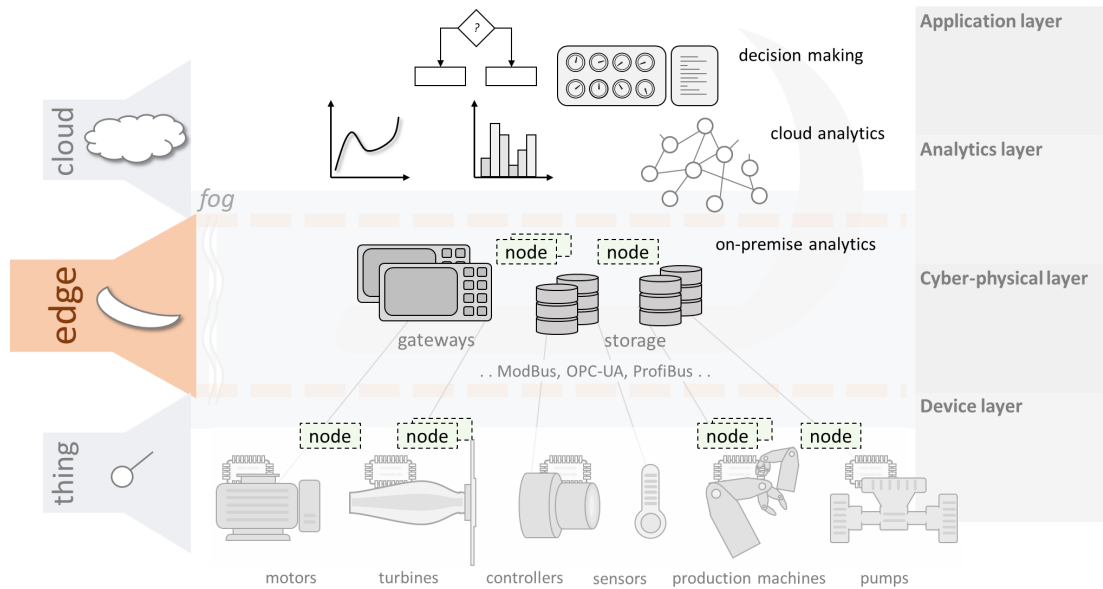 Application layer
?
decision making
cloud
cloud analytics
Analytics layer
fog
edge
node
node
on-premise analytics
Cyber-physical layer
gateways
storage
. . ModBus, OPC-UA, ProfiBus . .
Device layer
thing
node
node
node
node
motors
turbines
controllers
sensors
production machines
pumps